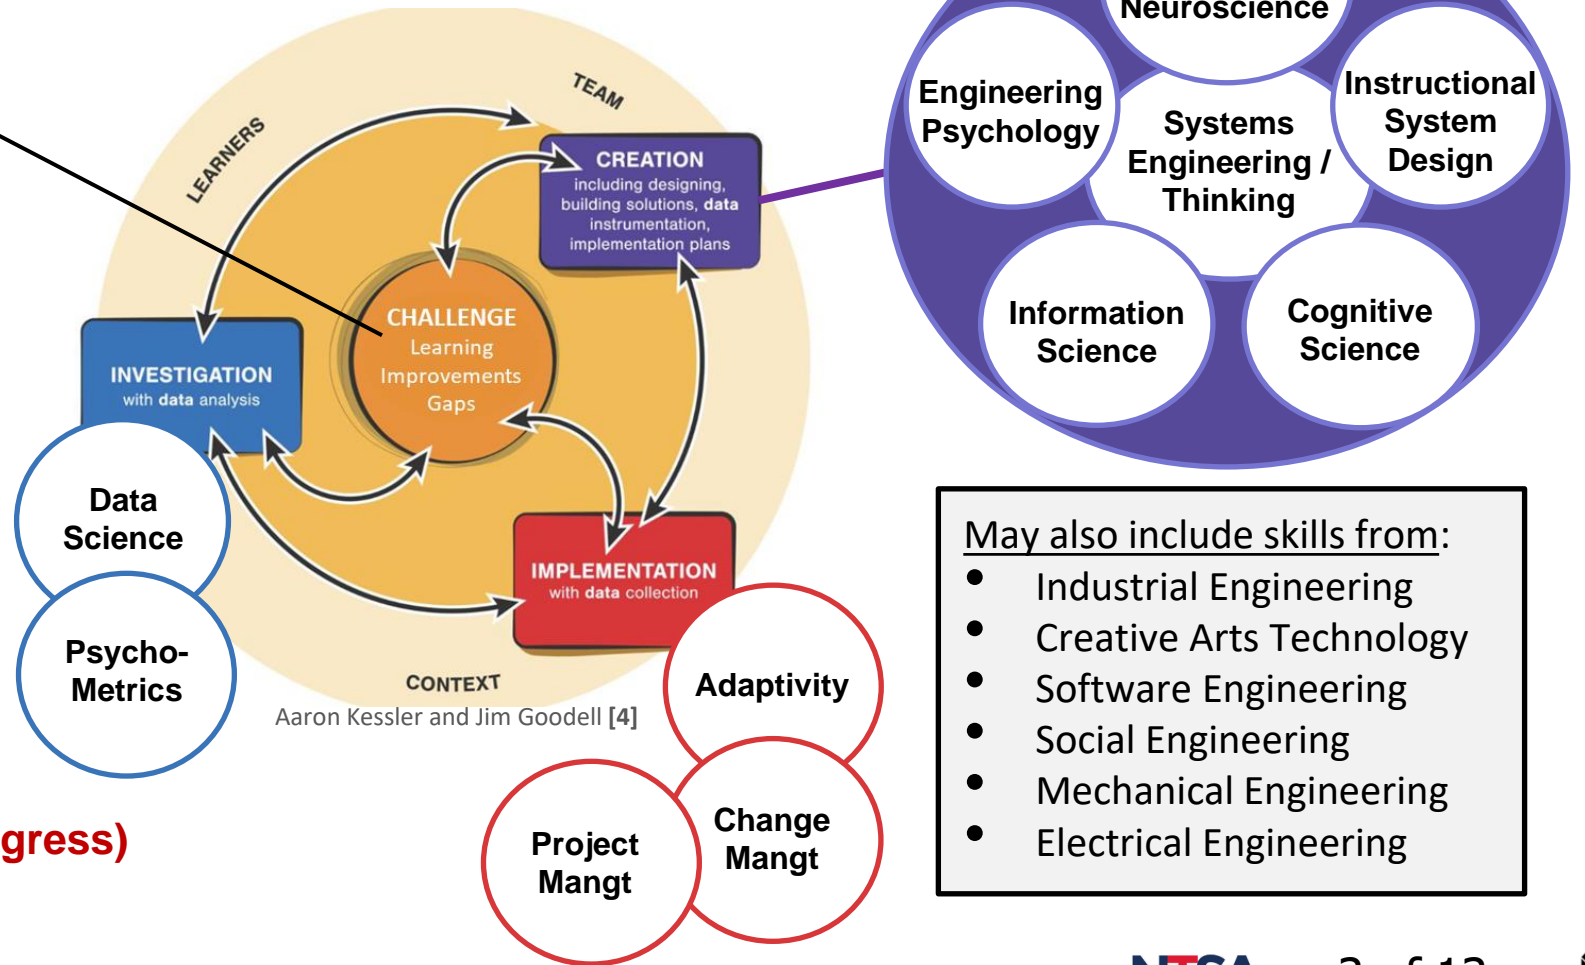 Neuroscience
Engineering
Psychology
Systems
Engineering /
Thinking
Instructional
System
Design
Information
Science
Cognitive
Science
TEAM
LEARNERS
CREATION
including designing,
building solutions, data
instrumentation,
implementation plans
CHALLENGE
Learning
Improvements
Gaps
INVESTIGATION
with data analysis
Data
Science
Psycho-
Metrics
IMPLEMENTATION
with data collection
CONTEXT
Aaron Kessler and Jim Goodell [4]
Adaptivity
Change
Mangt
Project
Mangt
gress)
May also include skills from:
• Industrial Engineering
• Creative Arts Technology
• Software Engineering
• Social Engineering
• Mechanical Engineering
• Electrical Engineering
NTSA